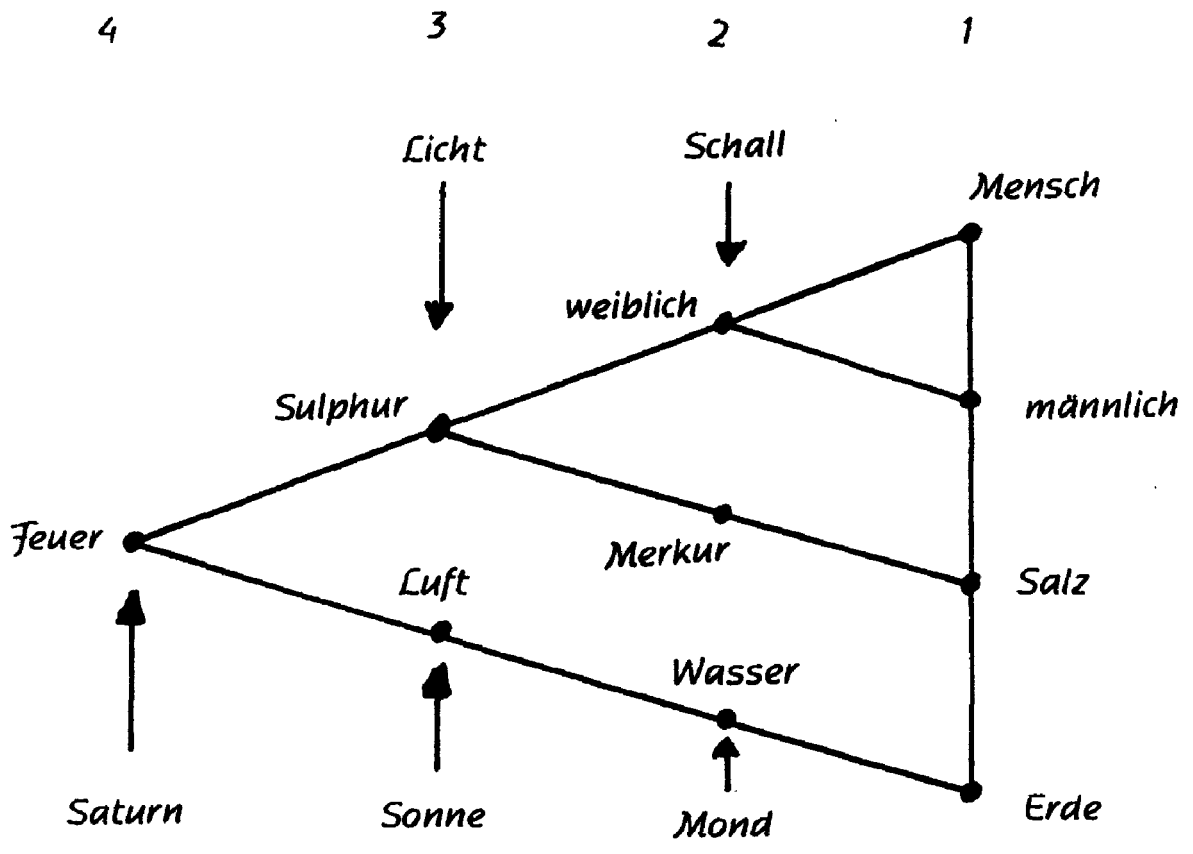 4 3 2 1
Licht Schall
Mensch
weiblich
Sulphur männlich
Feuer Merkur
Luft Salz
Wasser
Saturn Sonne Mond Erde